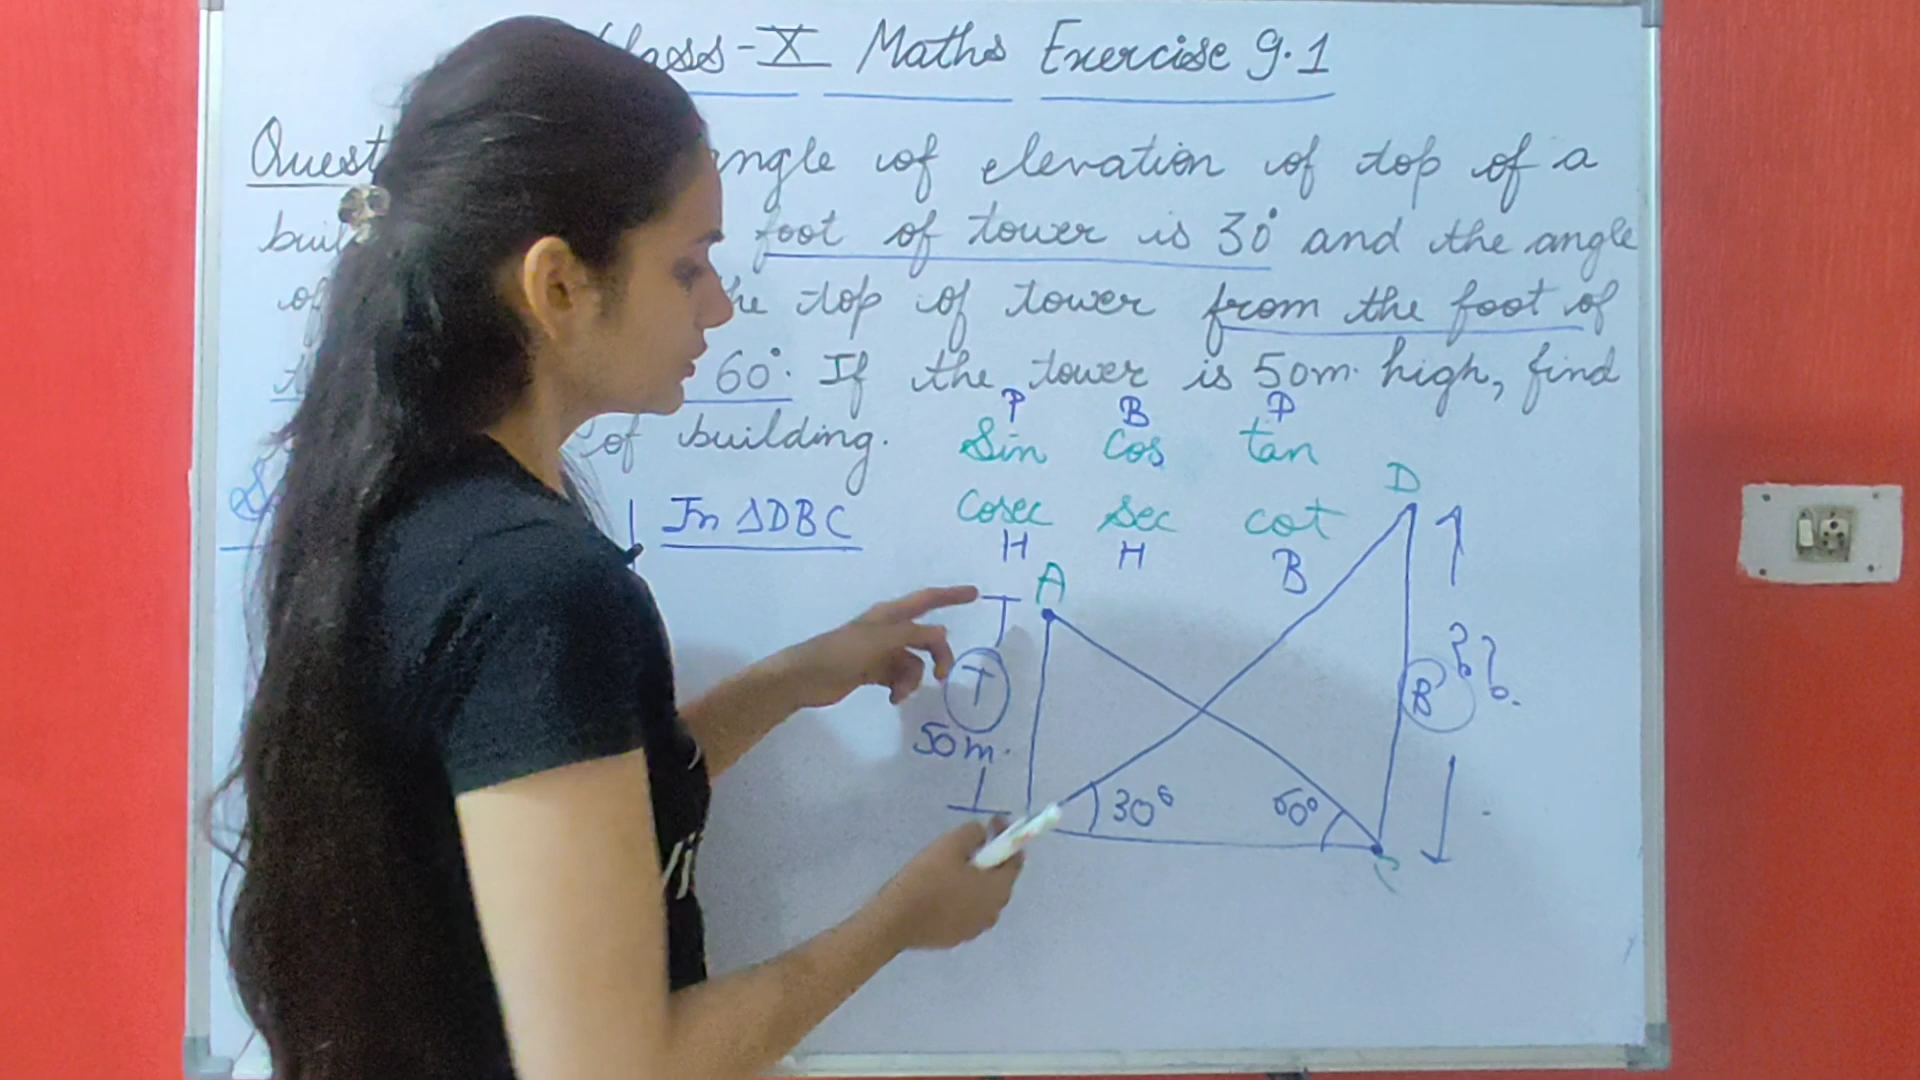 Class-X Maths Exercise 9.1
angle of elevation of top of a
foot of tower is 30° and the angle
of the top of tower from the foot of
60°. If the tower is 50m. high, find
of building.
P B P
Sin Cos tan
Cosec Sec cot
H H B
In ΔDBC
A
D
T
50m.
B
??.
30°
60°
C